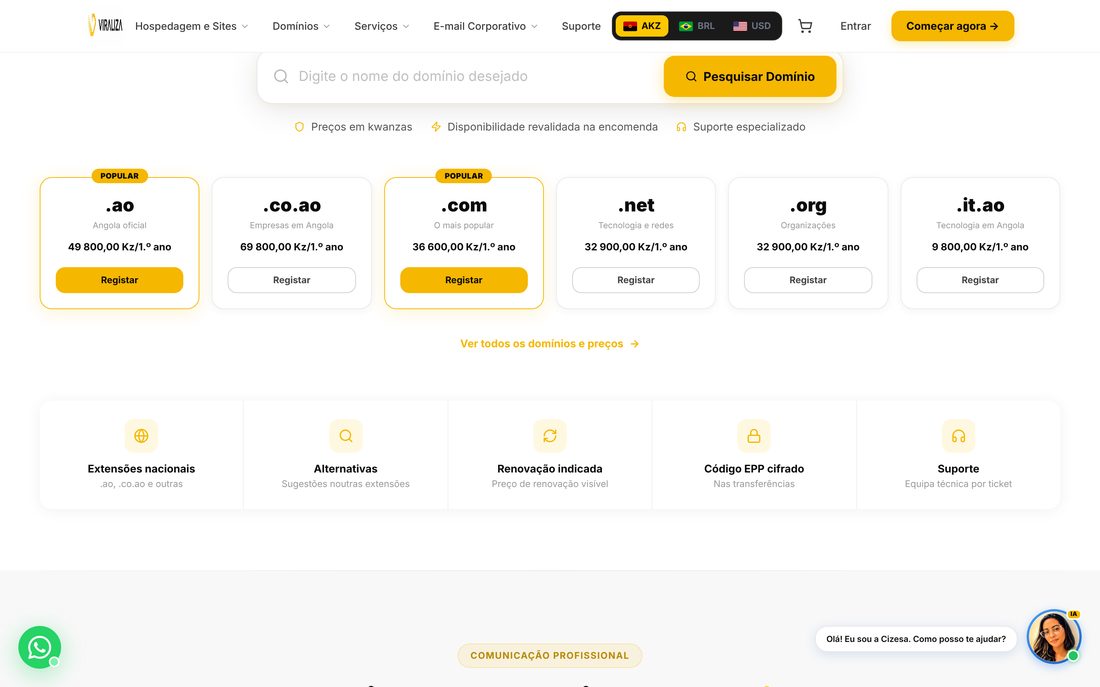 VIRALIZA Hospedagem e Sites Domínios Serviços E-mail Corporativo Suporte AKZ BRL USD Entrar Começar agora →
Digite o nome do domínio desejado Pesquisar Domínio
Preços em kwanzas Disponibilidade revalidada na encomenda Suporte especializado
POPULAR POPULAR
.ao .co.ao .com .net .org .it.ao
Angola oficial Empresas em Angola O mais popular Tecnologia e redes Organizações Tecnologia em Angola
49 800,00 Kz/1.º ano 69 800,00 Kz/1.º ano 36 600,00 Kz/1.º ano 32 900,00 Kz/1.º ano 32 900,00 Kz/1.º ano 9 800,00 Kz/1.º ano
Registar Registar Registar Registar Registar Registar
Ver todos os domínios e preços →
Extensões nacionais Alternativas Renovação indicada Código EPP cifrado Suporte
.ao, .co.ao e outras Sugestões noutras extensões Preço de renovação visível Nas transferências Equipa técnica por ticket
IA
Olá! Eu sou a Cizesa. Como posso te ajudar?
COMUNICAÇÃO PROFISSIONAL